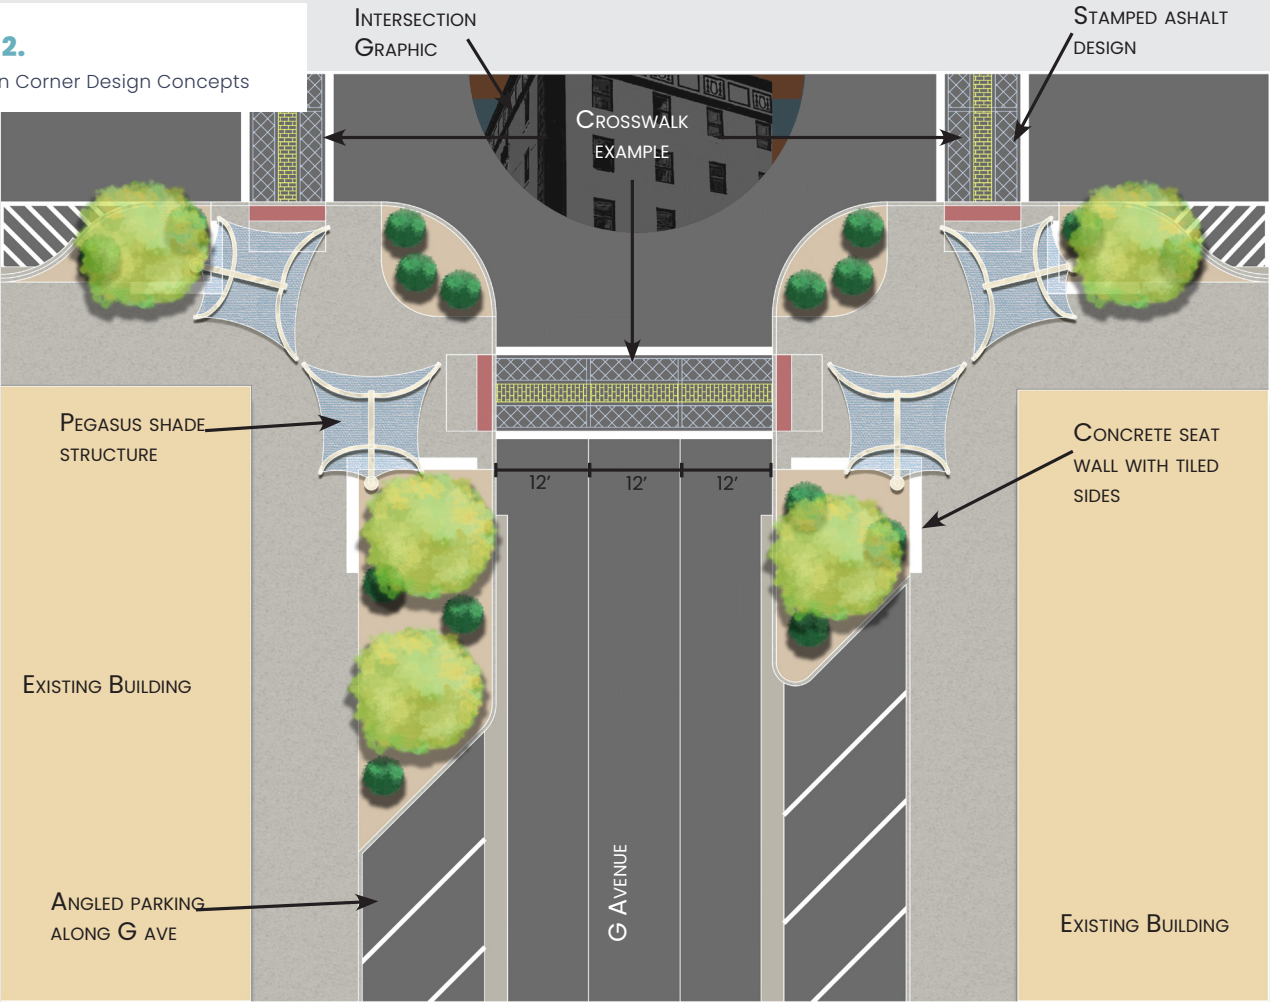 2.
n Corner Design Concepts
Intersection
Graphic
Stamped ashalt
design
Crosswalk
example
Pegasus shade
structure
Concrete seat
wall with tiled
sides
12’
12’
12’
Existing Building
G Avenue
Angled parking
along G ave
Existing Building